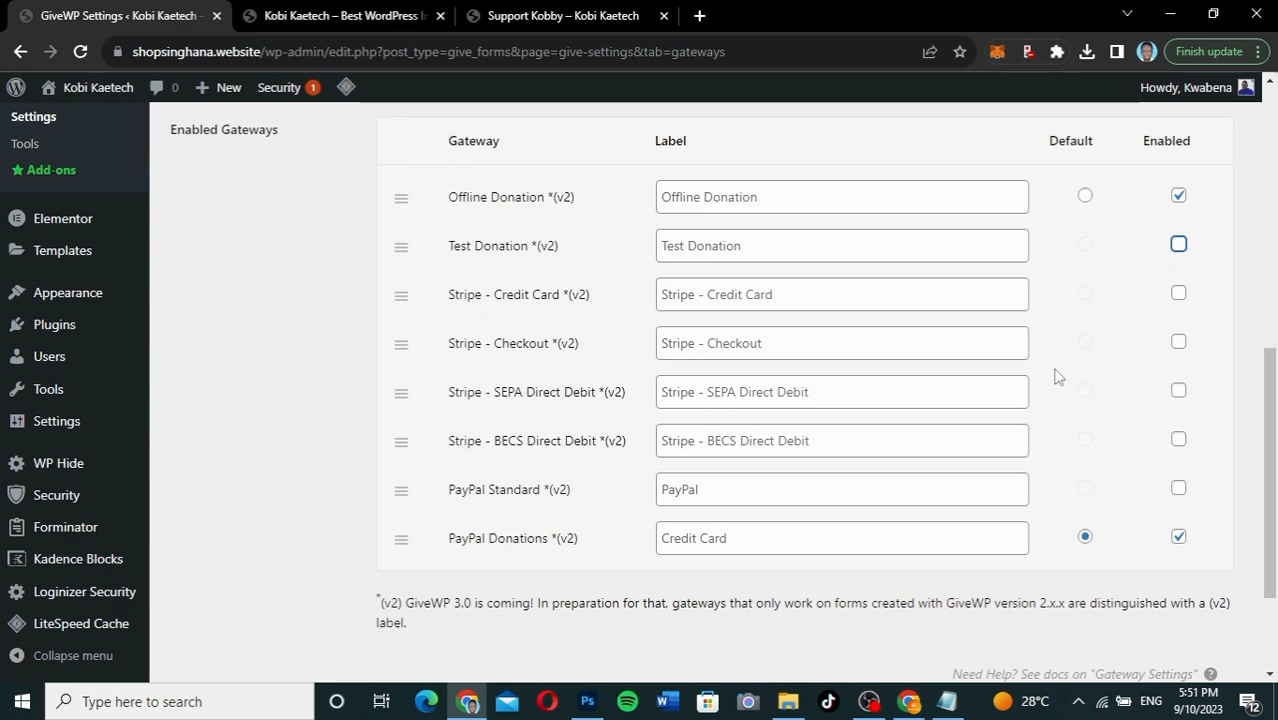 GiveWP Settings ‹ Kobi Kaetech -
Kobi Kaetech – Best WordPress I
Support Kobby – Kobi Kaetech
shopsinghana.website/wp-admin/edit.php?post_type=give_forms&page=give-settings&tab=gateways
Finish update
Kobi Kaetech
0
New
Security
1
Howdy, Kwabena
Settings
Tools
Add-ons
Elementor
Templates
Appearance
Plugins
Users
Tools
Settings
WP Hide
Security
Forminator
Kadence Blocks
Loginizer Security
LiteSpeed Cache
Collapse menu
Enabled Gateways
Gateway Label Default Enabled
Offline Donation *(v2) Offline Donation
Test Donation *(v2) Test Donation
Stripe - Credit Card *(v2) Stripe - Credit Card
Stripe - Checkout *(v2) Stripe - Checkout
Stripe - SEPA Direct Debit *(v2) Stripe - SEPA Direct Debit
Stripe - BECS Direct Debit *(v2) Stripe - BECS Direct Debit
PayPal Standard *(v2) PayPal
PayPal Donations *(v2) Credit Card
*(v2) GiveWP 3.0 is coming! In preparation for that, gateways that only work on forms created with GiveWP version 2.x.x are distinguished with a (v2)
label.
Need Help? See docs on "Gateway Settings"
Type here to search
28°C
ENG
5:51 PM
9/10/2023
12